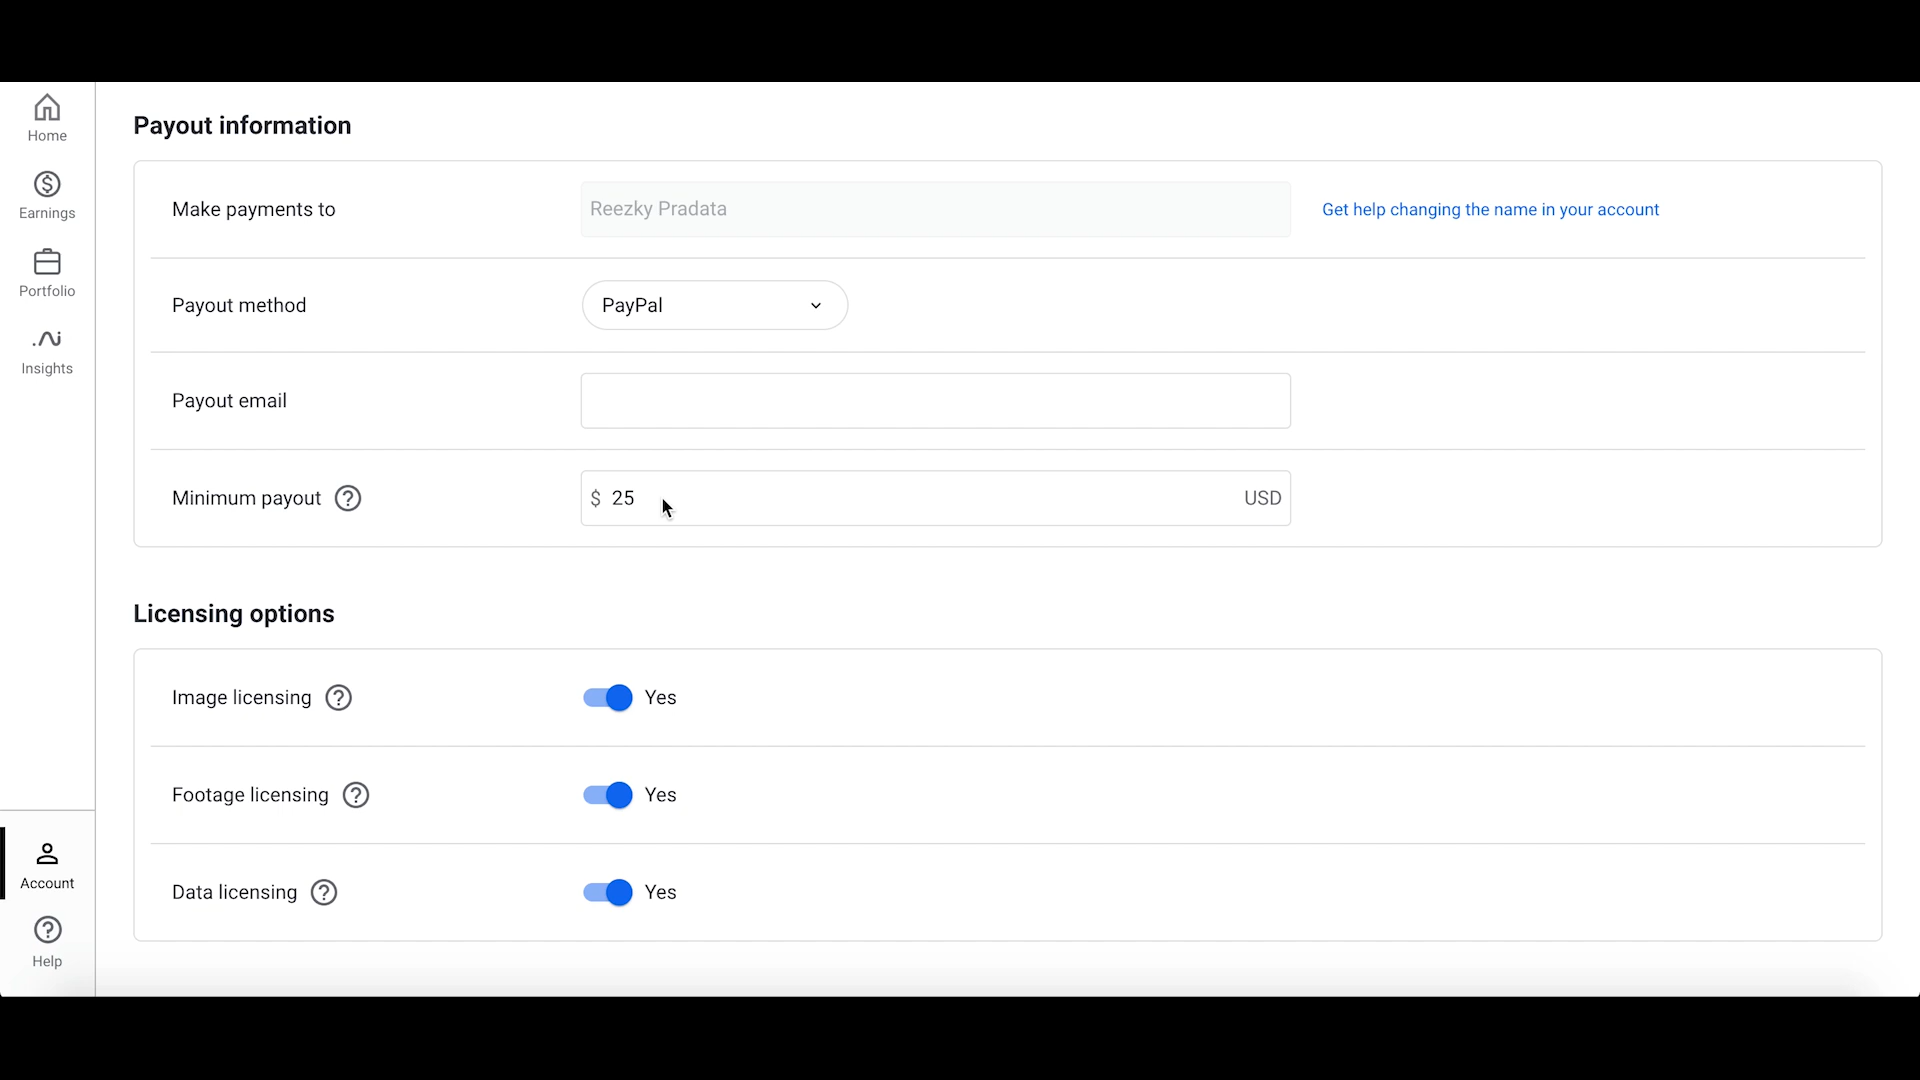 Home
Earnings
Portfolio
Insights
Account
Help
Payout information
Make payments to
Reezky Pradata
Get help changing the name in your account
Payout method
PayPal
Payout email
Minimum payout ?
$ 25 USD
Licensing options
Image licensing ? Yes
Footage licensing ? Yes
Data licensing ? Yes